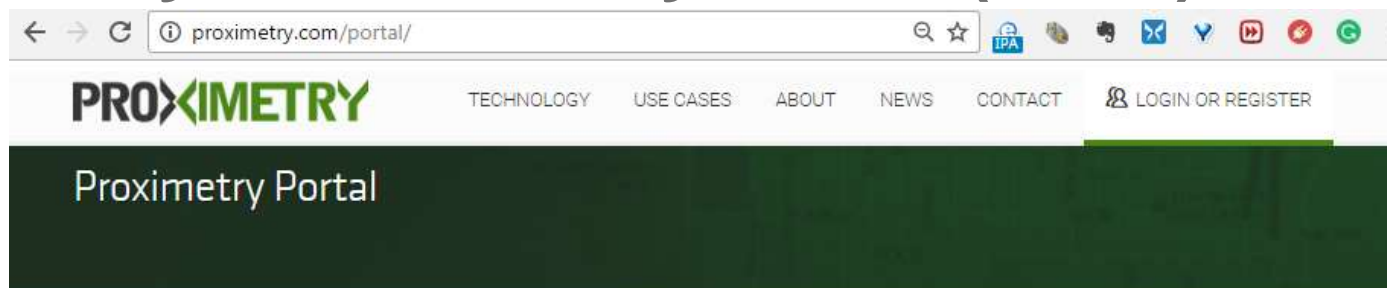 proximetry.com/portal/
IPA
PROXIMETRY TECHNOLOGY USE CASES ABOUT NEWS CONTACT LOGIN OR REGISTER
Proximetry Portal